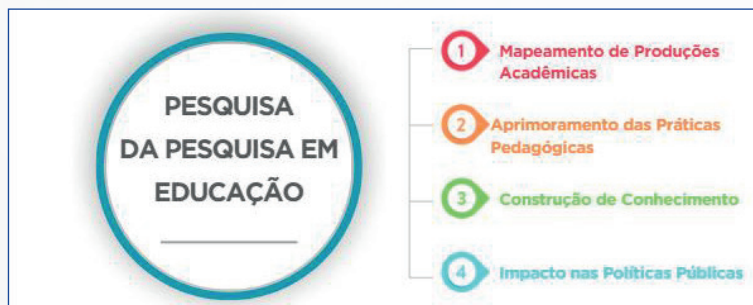 PESQUISA
DA PESQUISA EM
EDUCAÇÃO
1 Mapeamento de Produções
Acadêmicas
2 Aprimoramento das Práticas
Pedagógicas
3 Construção de Conhecimento
4 Impacto nas Políticas Públicas